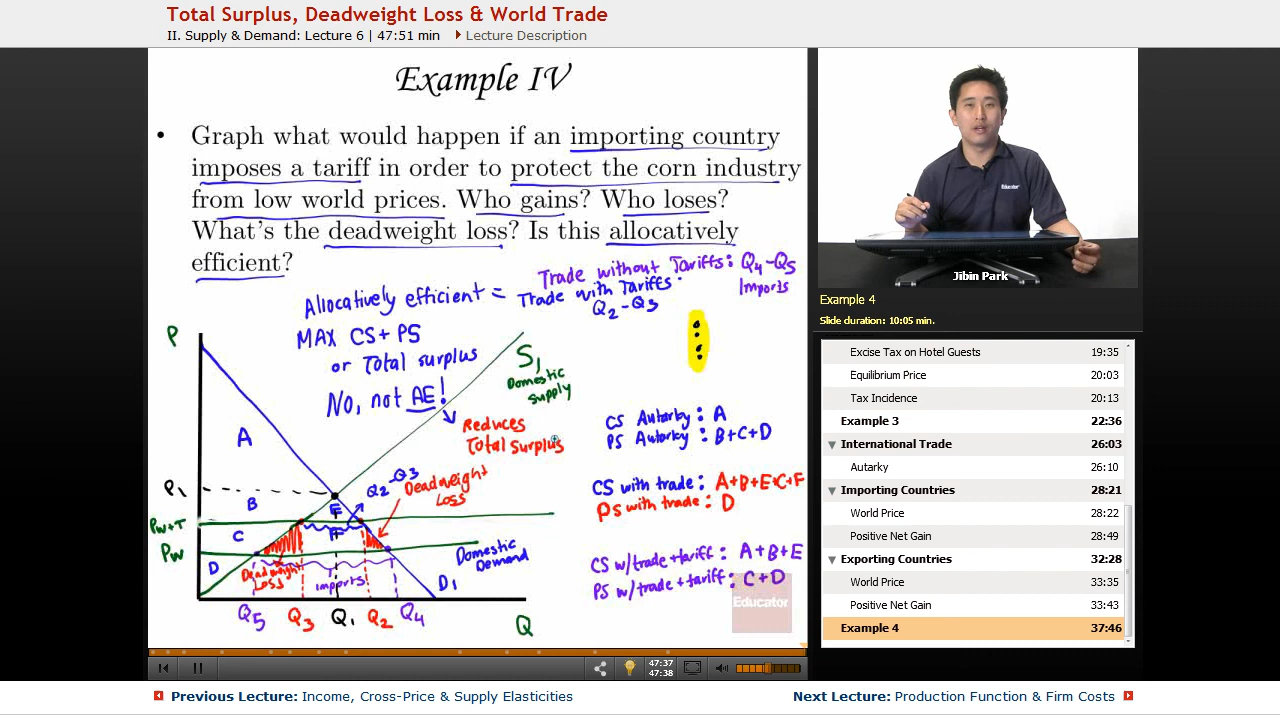 Total Surplus, Deadweight Loss & World Trade
II. Supply & Demand: Lecture 6 | 47:51 min
Lecture Description
Example IV
• Graph what would happen if an importing country
imposes a tariff in order to protect the corn industry
from low world prices. Who gains? Who loses?
What's the deadweight loss? Is this allocatively
efficient?
Trade without Tariffs: Q4-Q5
Imports
Trade with Tariffs:
Q2-Q3
Allocatively efficient =
MAX CS+PS
or Total surplus
No, not AE!
Reduces
Total Surplus
P
S1
Domestic
supply
A
P1
B
E
Q2-Q3
Deadweight
Loss
PW+T
C
F
PW
D
Deadweight
Loss
imports
Domestic
Demand
D1
Q5 Q3 Q1 Q2 Q4
Q
CS Autarky: A
PS Autarky: B+C+D
CS with trade: A+B+E+C+F
PS with trade: D
CS w/trade+tariff: A+B+E
PS w/trade+tariff: C+D
Educator
Educator
Jibin Park
Example 4
Slide duration: 10:05 min.
Excise Tax on Hotel Guests 19:35
Equilibrium Price 20:03
Tax Incidence 20:13
Example 3 22:36
International Trade 26:03
Autarky 26:10
Importing Countries 28:21
World Price 28:22
Positive Net Gain 28:49
Exporting Countries 32:28
World Price 33:35
Positive Net Gain 33:43
Example 4 37:46
47:37
47:38
Previous Lecture: Income, Cross-Price & Supply Elasticities
Next Lecture: Production Function & Firm Costs